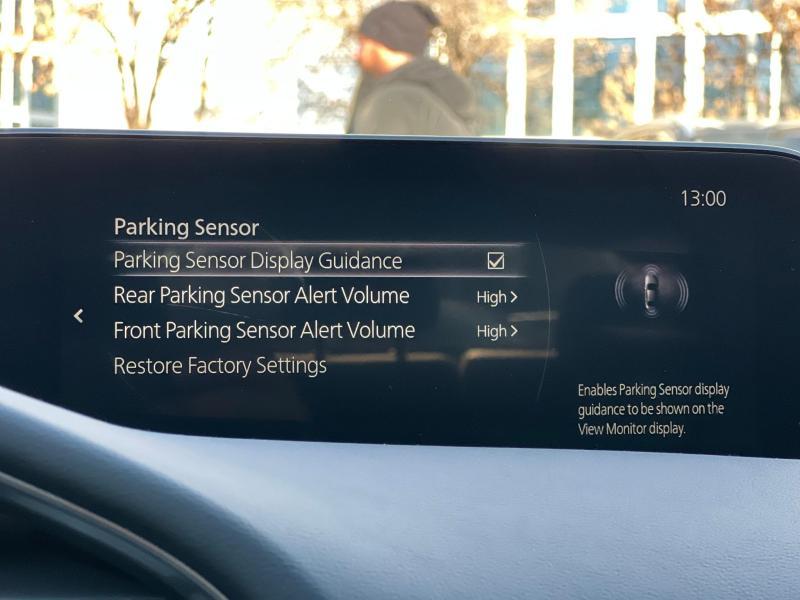 13:00
Parking Sensor
Parking Sensor Display Guidance
Rear Parking Sensor Alert Volume High
Front Parking Sensor Alert Volume High
Restore Factory Settings
Enables Parking Sensor display
guidance to be shown on the
View Monitor display.